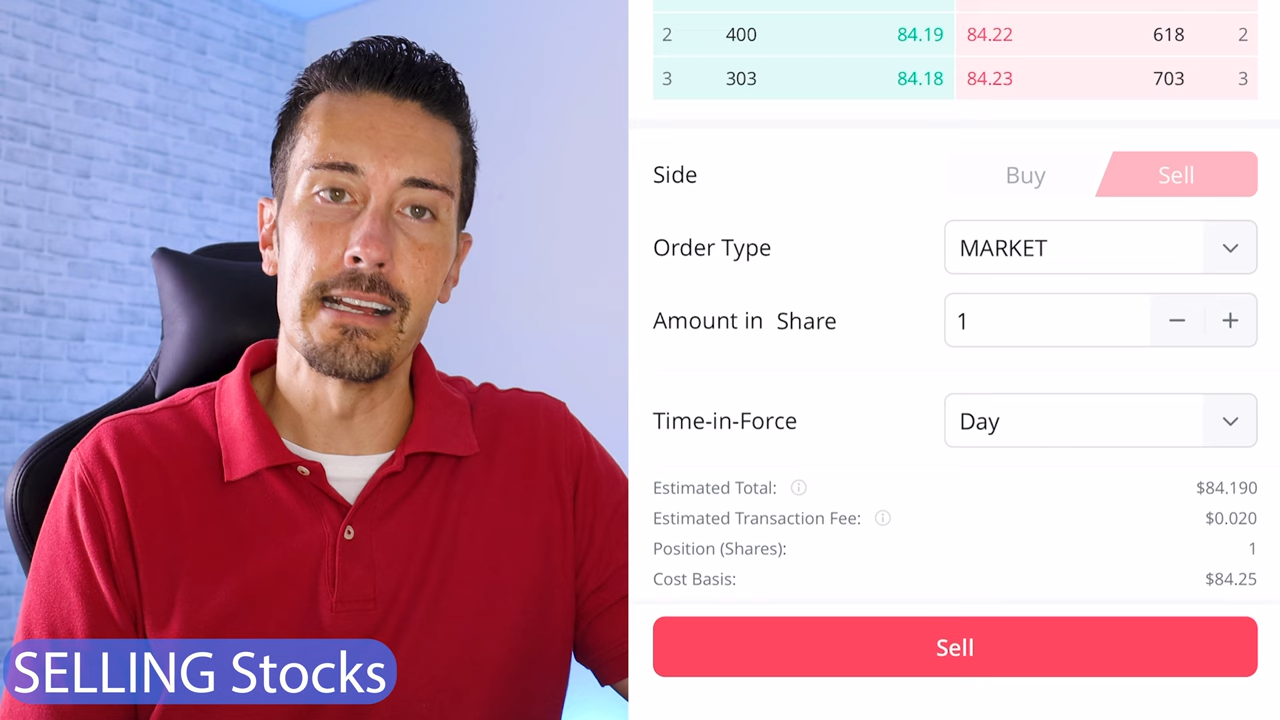 2 400 84.19 84.22 618 2
3 303 84.18 84.23 703 3
Side Buy Sell
Order Type MARKET
Amount in Share 1 − +
Time-in-Force Day
Estimated Total: $84.190
Estimated Transaction Fee: $0.020
Position (Shares): 1
Cost Basis: $84.25
Sell
SELLING Stocks